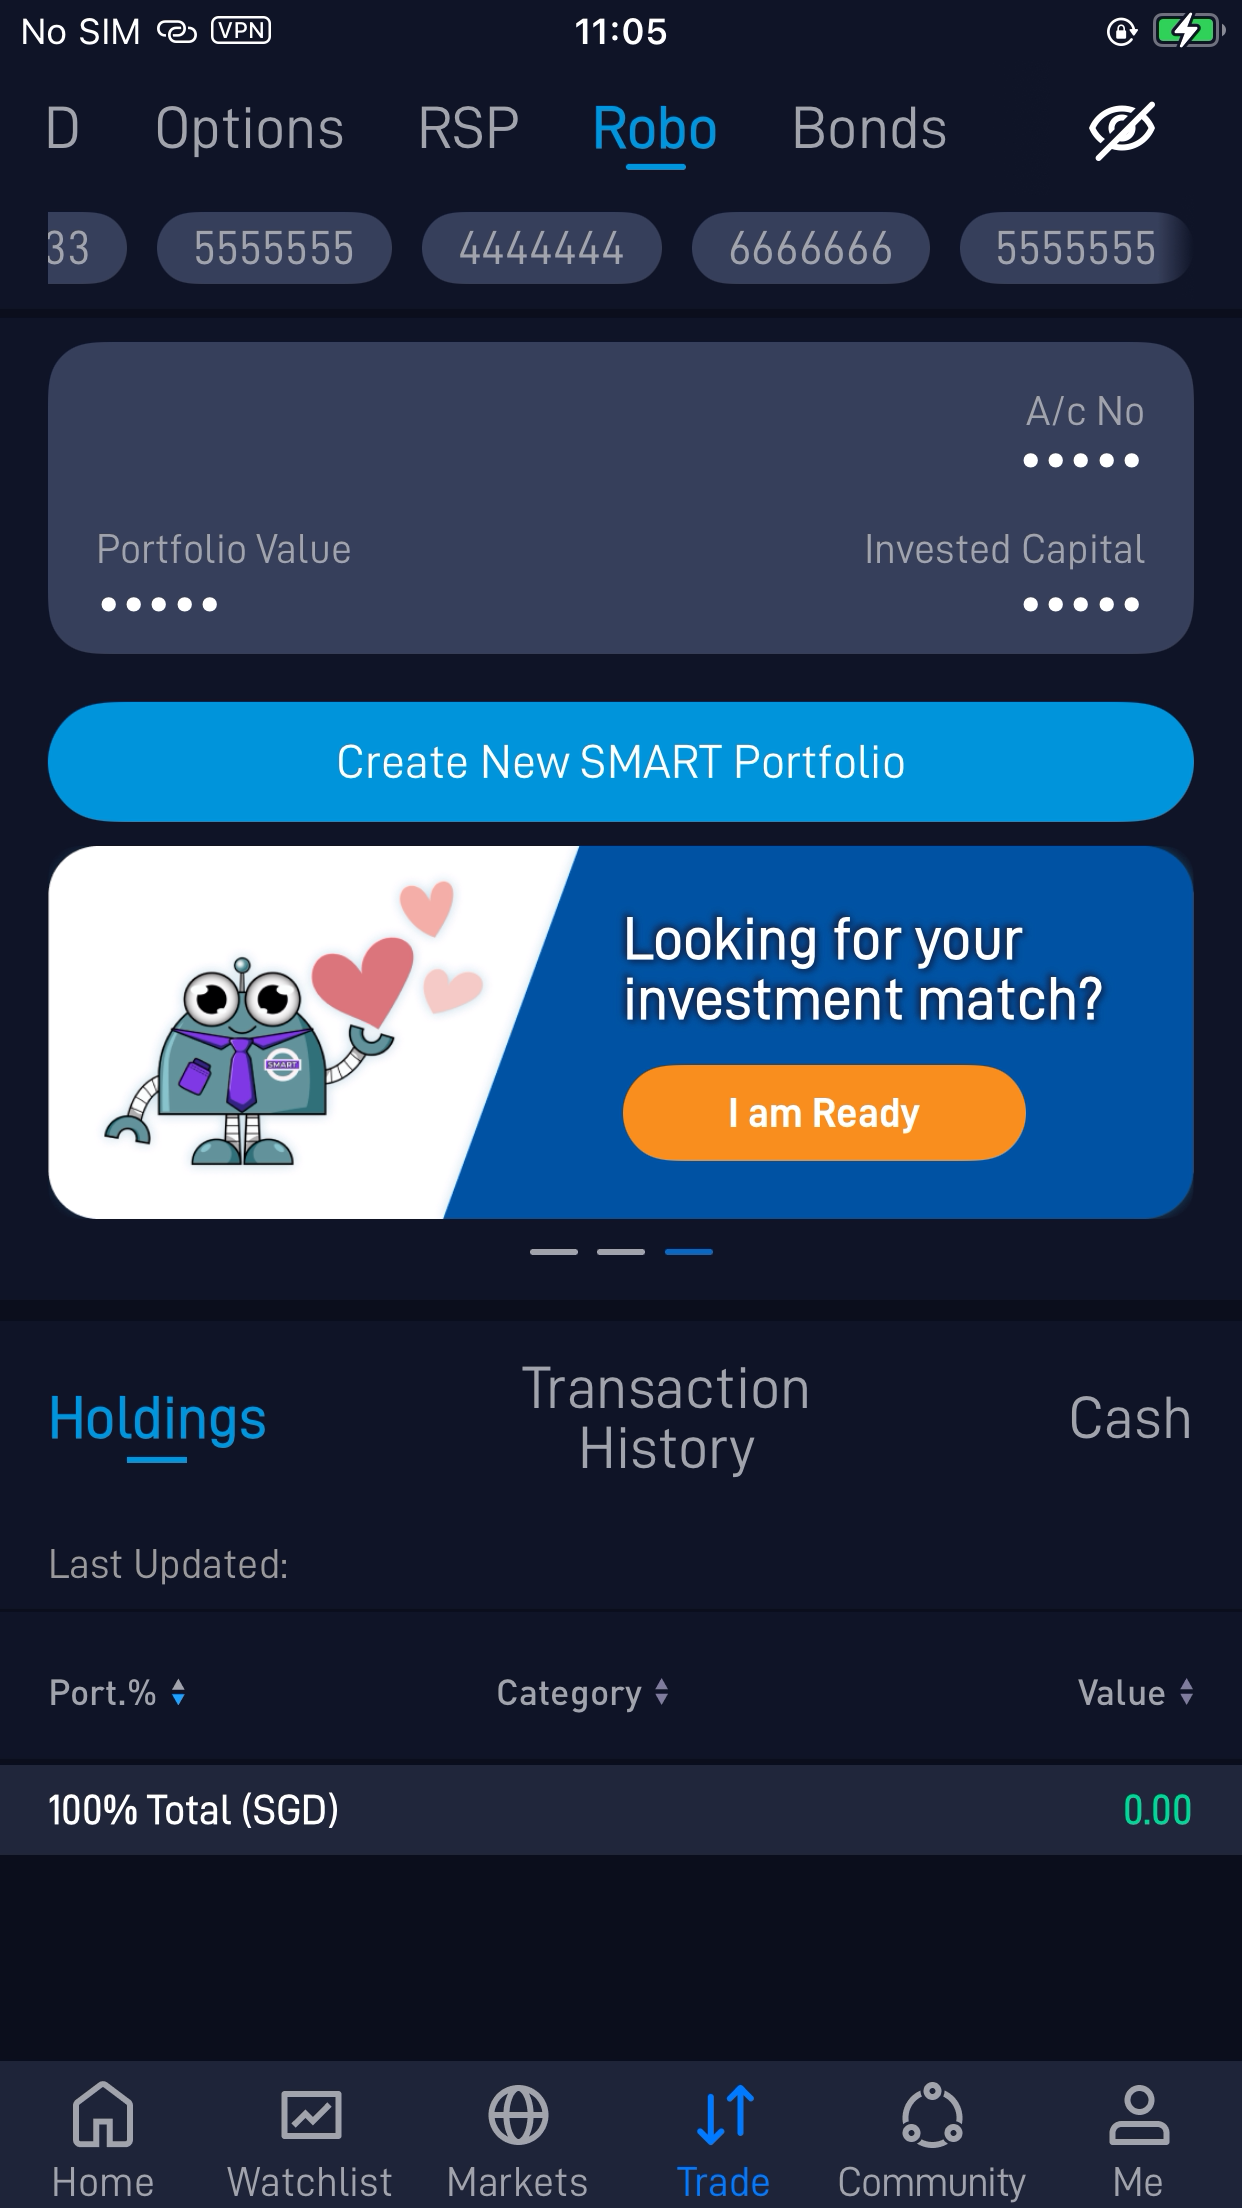 No SIM VPN 11:05
D Options RSP Robo Bonds
33 5555555 4444444 6666666 5555555
A/c No
•••••
Portfolio Value Invested Capital
••••• •••••
Create New SMART Portfolio
SMART
Looking for your
investment match?
I am Ready
Holdings Transaction History Cash
Last Updated:
Port.% Category Value
100% Total (SGD) 0.00
Home Watchlist Markets Trade Community Me